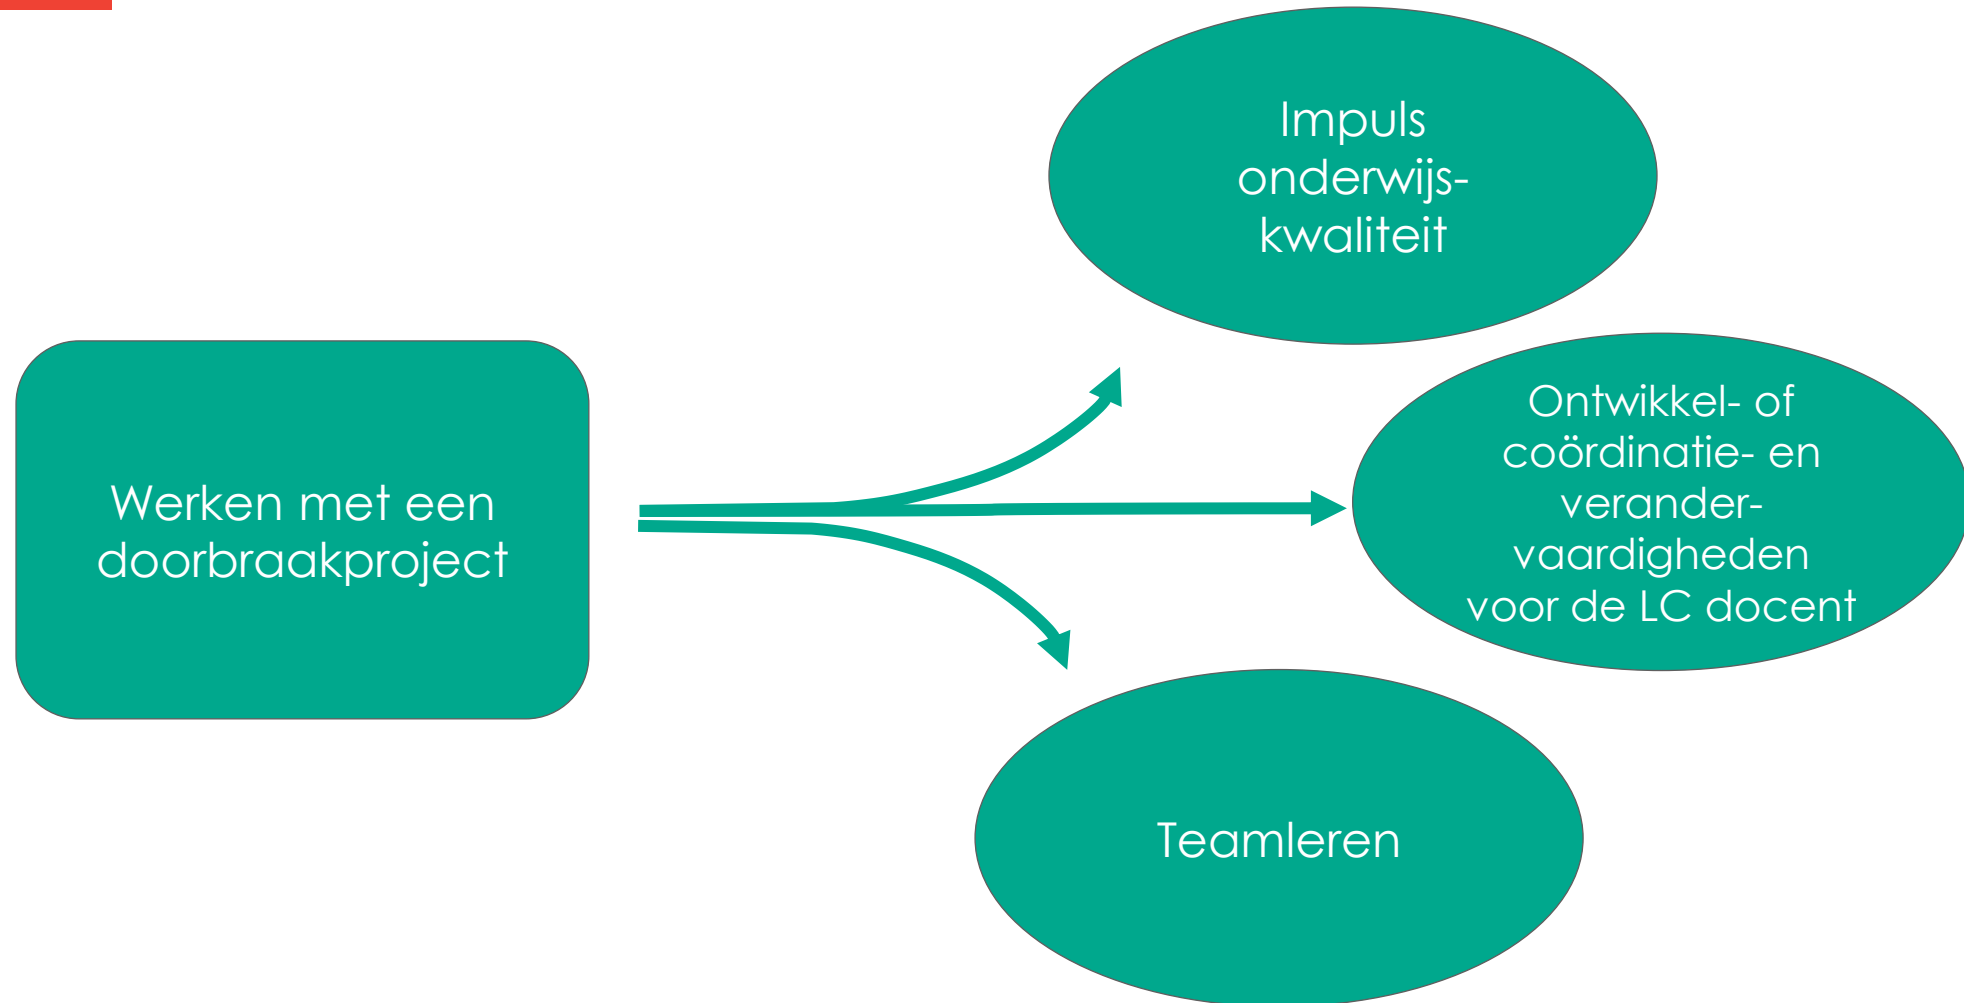 Impuls
onderwijs-
kwaliteit
Werken met een
doorbraakproject
Ontwikkel- of
coördinatie- en
verander-
vaardigheden
voor de LC docent
Teamleren